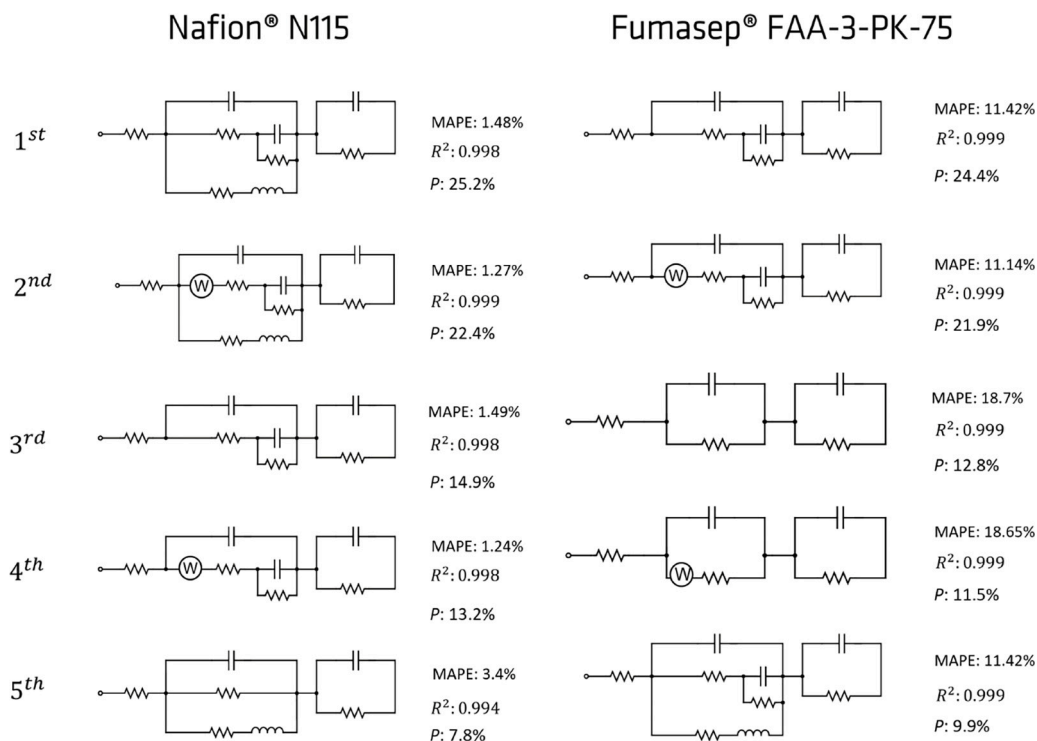 Nafion® N115
Fumasep® FAA-3-PK-75
1st
MAPE: 1.48%
R²: 0.998
P: 25.2%
MAPE: 11.42%
R²: 0.999
P: 24.4%
2nd
W
MAPE: 1.27%
R²: 0.999
P: 22.4%
W
MAPE: 11.14%
R²: 0.999
P: 21.9%
3rd
MAPE: 1.49%
R²: 0.998
P: 14.9%
MAPE: 18.7%
R²: 0.999
P: 12.8%
4th
W
MAPE: 1.24%
R²: 0.998
P: 13.2%
W
MAPE: 18.65%
R²: 0.999
P: 11.5%
5th
MAPE: 3.4%
R²: 0.994
P: 7.8%
MAPE: 11.42%
R²: 0.999
P: 9.9%